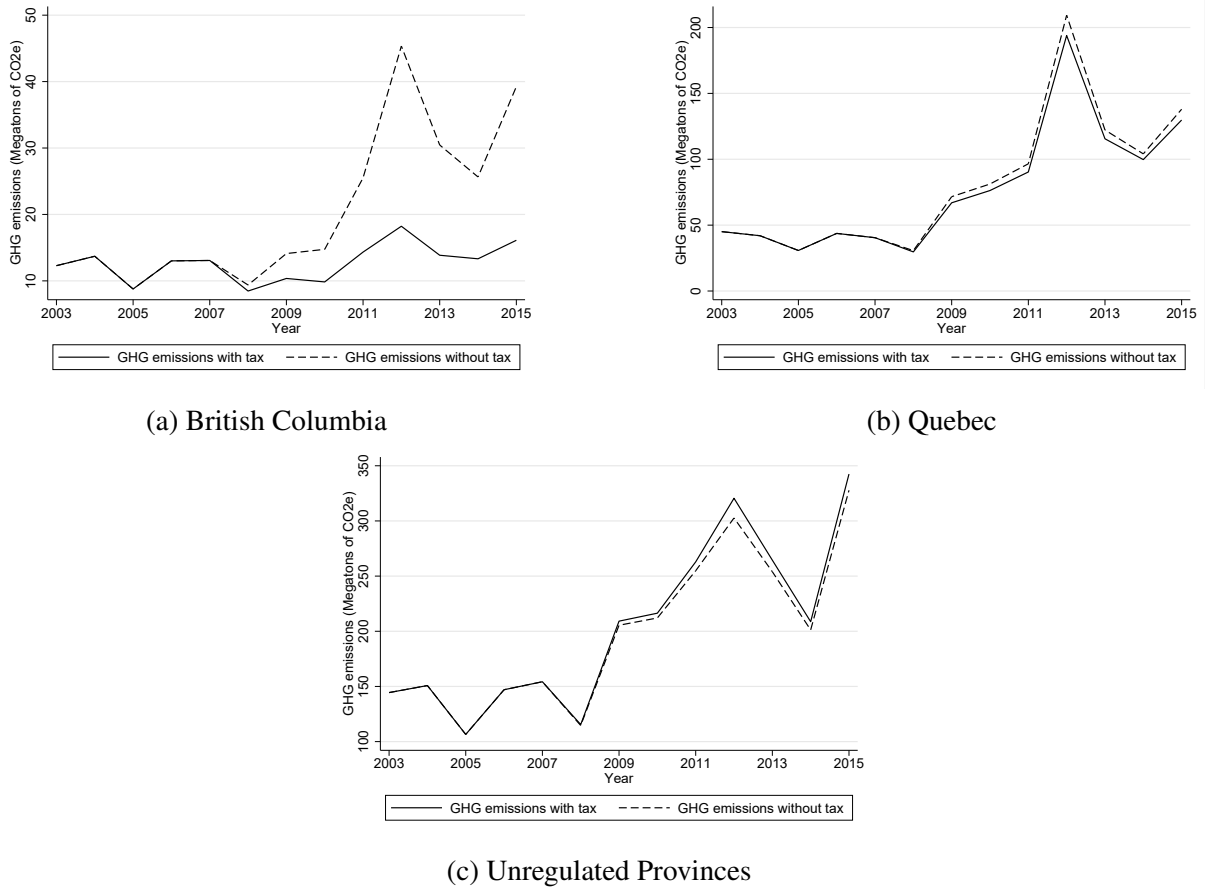 GHG emissions (Megatons of CO2e)
50
40
30
20
10
2003 2005 2007 2009 2011 2013 2015
Year
GHG emissions with tax GHG emissions without tax
(a) British Columbia
GHG emissions (Megatons of CO2e)
200
150
100
50
0
2003 2005 2007 2009 2011 2013 2015
Year
GHG emissions with tax GHG emissions without tax
(b) Quebec
GHG emissions (Megatons of CO2e)
350
300
250
200
150
100
2003 2005 2007 2009 2011 2013 2015
Year
GHG emissions with tax GHG emissions without tax
(c) Unregulated Provinces